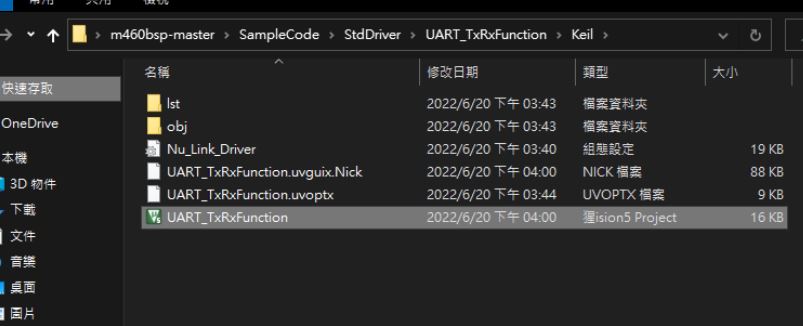 m460bsp-master > SampleCode > StdDriver > UART_TxRxFunction > Keil >
名稱 修改日期 類型 大小
快速存取
lst 2022/6/20 下午 03:43 檔案資料夾
OneDrive
obj 2022/6/20 下午 03:43 檔案資料夾
Nu_Link_Driver 2022/6/20 下午 03:40 組態設定 19 KB
本機
UART_TxRxFunction.uvguix.Nick 2022/6/20 下午 04:00 NICK 檔案 88 KB
3D 物件
UART_TxRxFunction.uvoptx 2022/6/20 下午 03:44 UVOPTX 檔案 9 KB
下載
UART_TxRxFunction 2022/6/20 下午 04:00 猩ision5 Project 16 KB
文件
音樂
桌面
圖片